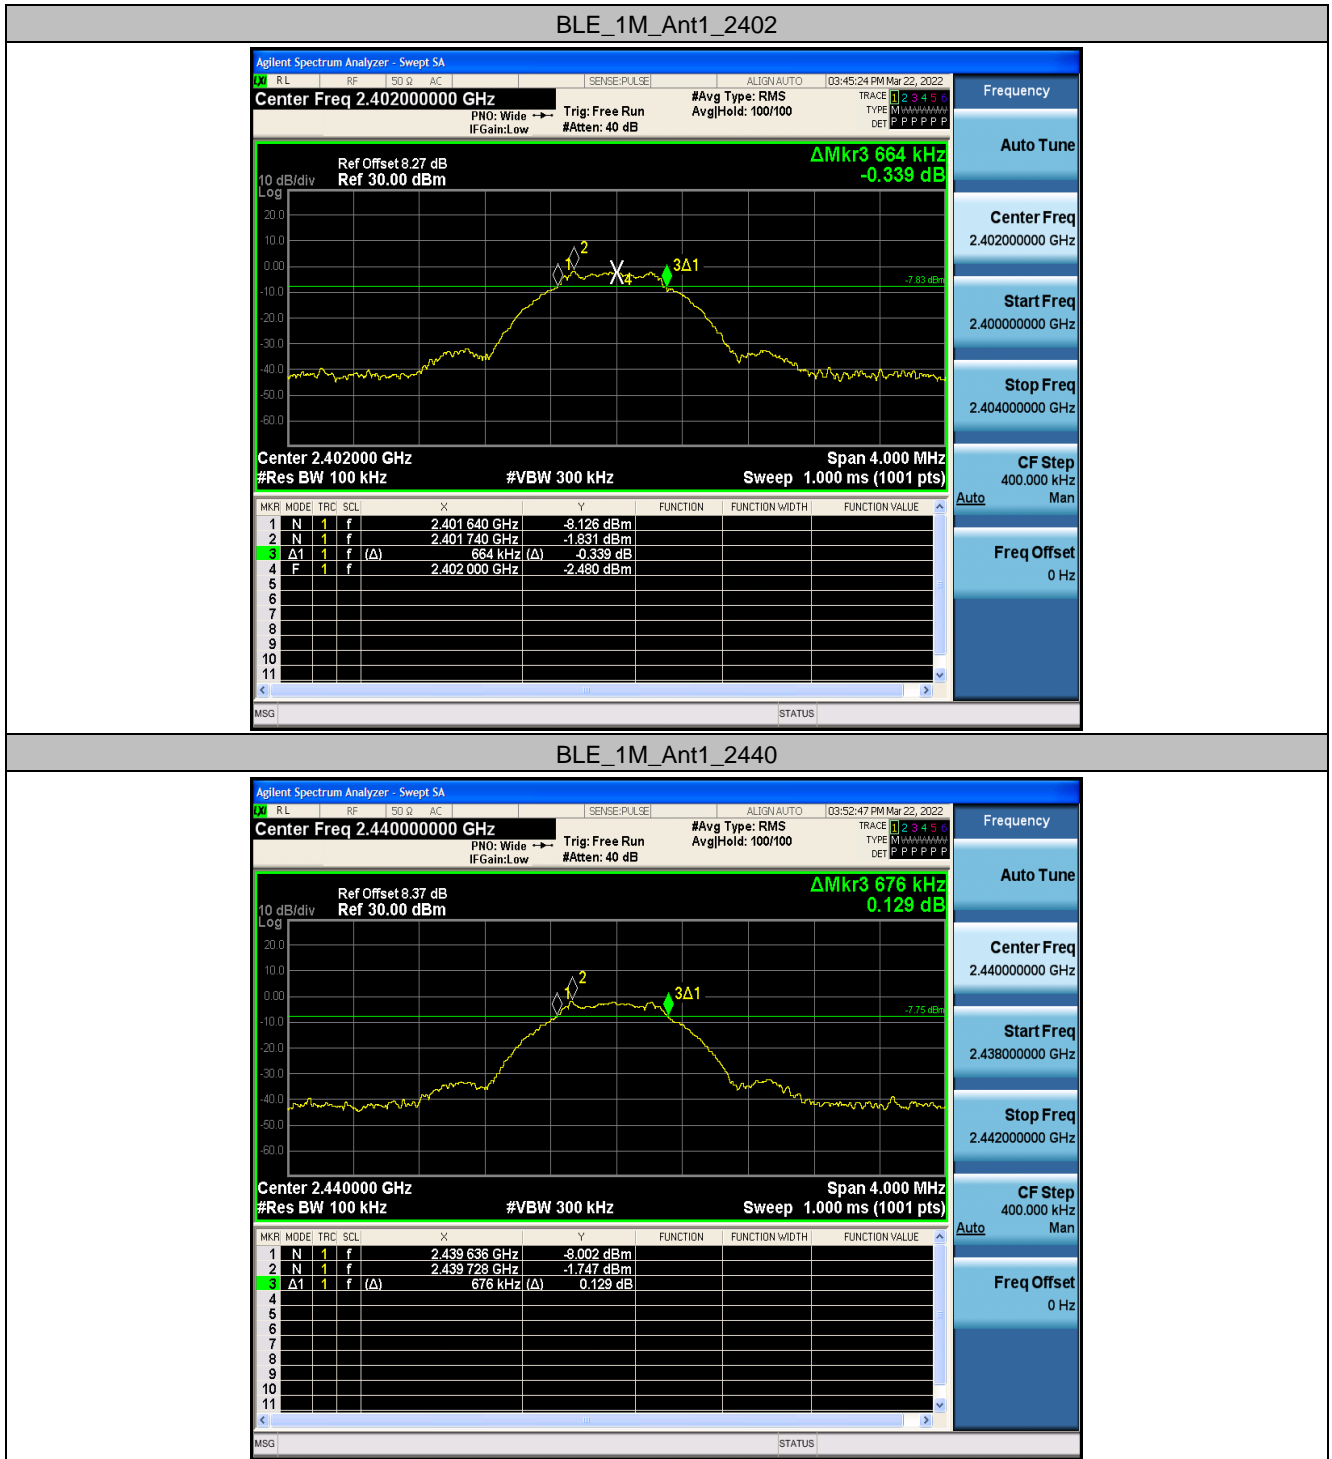 BLE_1M_Ant1_2402
Agilent Spectrum Analyzer - Swept SA
RL RF 50 Ω AC SENSE:PULSE ALIGN AUTO 03:45:24 PM Mar 22, 2022
Center Freq 2.402000000 GHz #Avg Type: RMS TRACE 1 2 3 4 5 6
PNO: Wide Trig: Free Run Avg|Hold: 100/100 TYPE M WWWWW
IFGain:Low #Atten: 40 dB DET P P P P P P
ΔMkr3 664 kHz
-0.339 dB
Ref Offset 8.27 dB
10 dB/div Ref 30.00 dBm
Log
20.0
10.0
0.00
-10.0
-20.0
-30.0
-40.0
-50.0
-60.0
1 2 4 3Δ1
-7.83 dBm
Center 2.402000 GHz Span 4.000 MHz
#Res BW 100 kHz #VBW 300 kHz Sweep 1.000 ms (1001 pts)
MKR MODE TRC SCL X Y FUNCTION FUNCTION WIDTH FUNCTION VALUE
1 N 1 f 2.401 640 GHz -8.126 dBm
2 N 1 f 2.401 740 GHz -1.831 dBm
3 Δ1 1 f (Δ) 664 kHz (Δ) -0.339 dB
4 F 1 f 2.402 000 GHz -2.480 dBm
5
6
7
8
9
10
11
MSG STATUS
Frequency
Auto Tune
Center Freq
2.402000000 GHz
Start Freq
2.400000000 GHz
Stop Freq
2.404000000 GHz
CF Step
400.000 kHz
Auto Man
Freq Offset
0 Hz
BLE_1M_Ant1_2440
Agilent Spectrum Analyzer - Swept SA
RL RF 50 Ω AC SENSE:PULSE ALIGN AUTO 03:52:47 PM Mar 22, 2022
Center Freq 2.440000000 GHz #Avg Type: RMS TRACE 1 2 3 4 5 6
PNO: Wide Trig: Free Run Avg|Hold: 100/100 TYPE M WWWWW
IFGain:Low #Atten: 40 dB DET P P P P P P
ΔMkr3 676 kHz
0.129 dB
Ref Offset 8.37 dB
10 dB/div Ref 30.00 dBm
Log
20.0
10.0
0.00
-10.0
-20.0
-30.0
-40.0
-50.0
-60.0
1 2 3Δ1
-7.75 dBm
Center 2.440000 GHz Span 4.000 MHz
#Res BW 100 kHz #VBW 300 kHz Sweep 1.000 ms (1001 pts)
MKR MODE TRC SCL X Y FUNCTION FUNCTION WIDTH FUNCTION VALUE
1 N 1 f 2.439 636 GHz -8.002 dBm
2 N 1 f 2.439 728 GHz -1.747 dBm
3 Δ1 1 f (Δ) 676 kHz (Δ) 0.129 dB
4
5
6
7
8
9
10
11
MSG STATUS
Frequency
Auto Tune
Center Freq
2.440000000 GHz
Start Freq
2.438000000 GHz
Stop Freq
2.442000000 GHz
CF Step
400.000 kHz
Auto Man
Freq Offset
0 Hz